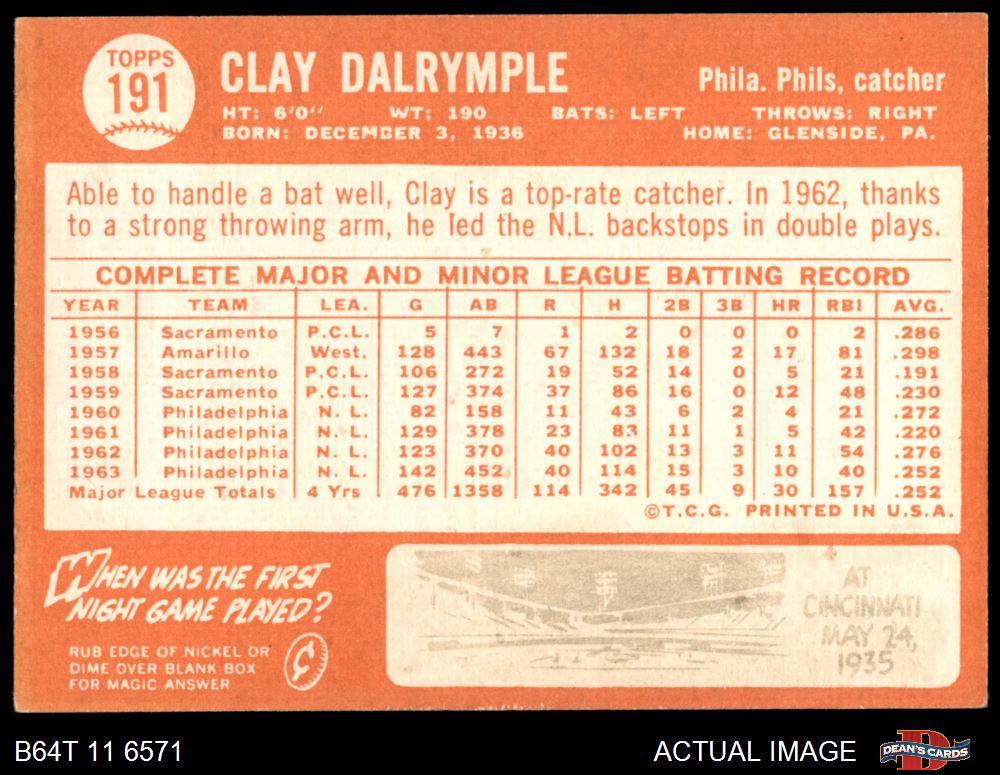 TOPPS
191
CLAY DALRYMPLE
Phila. Phils, catcher
HT: 6'0" WT: 190 BATS: LEFT THROWS: RIGHT
BORN: DECEMBER 3, 1936 HOME: GLENSIDE, PA.
Able to handle a bat well, Clay is a top-rate catcher. In 1962, thanks
to a strong throwing arm, he led the N.L. backstops in double plays.
COMPLETE MAJOR AND MINOR LEAGUE BATTING RECORD
YEAR TEAM LEA. G AB R H 2B 3B HR RBI AVG.
1956 Sacramento P.C.L. 5 7 1 2 0 0 0 2 .286
1957 Amarillo West. 128 443 67 132 18 2 17 81 .298
1958 Sacramento P.C.L. 106 272 19 52 14 0 5 21 .191
1959 Sacramento P.C.L. 127 374 37 86 16 0 12 48 .230
1960 Philadelphia N. L. 82 158 11 43 6 2 4 21 .272
1961 Philadelphia N. L. 129 378 23 83 11 1 5 42 .220
1962 Philadelphia N. L. 123 370 40 102 13 3 11 54 .276
1963 Philadelphia N. L. 142 452 40 114 15 3 10 40 .252
Major League Totals 4 Yrs 476 1358 114 342 45 9 30 157 .252
©T.C.G. PRINTED IN U.S.A.
WHEN WAS THE FIRST
NIGHT GAME PLAYED?
RUB EDGE OF NICKEL OR
DIME OVER BLANK BOX
FOR MAGIC ANSWER
AT
CINCINNATI
MAY 24,
1935
B64T 11 6571
ACTUAL IMAGE
DEAN'S CARDS